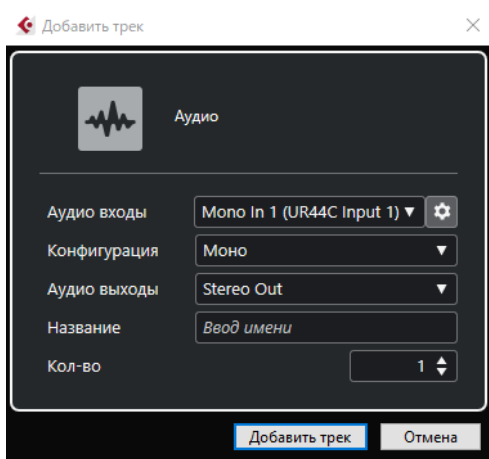 Добавить трек
Аудио
Аудио входы Mono In 1 (UR44C Input 1)
Конфигурация Моно
Аудио выходы Stereo Out
Название Ввод имени
Кол-во 1
Добавить трек Отмена